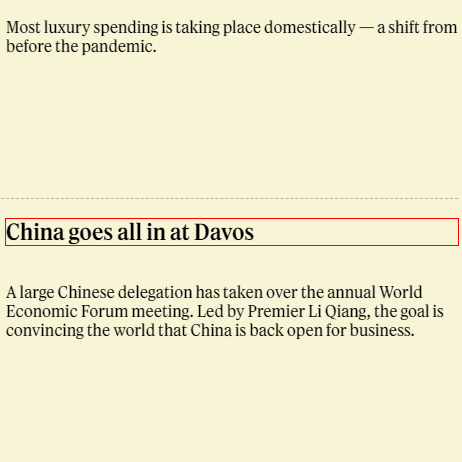 Most luxury spending is taking place domestically — a shift from
before the pandemic.
China goes all in at Davos
A large Chinese delegation has taken over the annual World
Economic Forum meeting. Led by Premier Li Qiang, the goal is
convincing the world that China is back open for business.